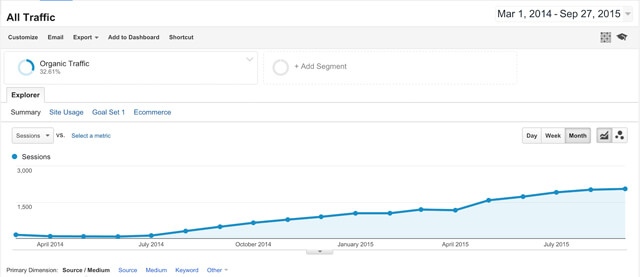 All Traffic
Mar 1, 2014 - Sep 27, 2015
Customize Email Export Add to Dashboard Shortcut
Organic Traffic
32.61%
+ Add Segment
Explorer
Summary Site Usage Goal Set 1 Ecommerce
Sessions VS. Select a metric
Day Week Month
Sessions
3,000
1,500
April 2014 July 2014 October 2014 January 2015 April 2015 July 2015
Primary Dimension: Source / Medium Source Medium Keyword Other